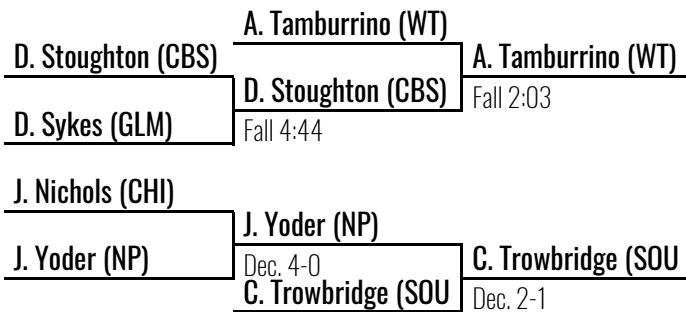 A. Tamburrino (WT)
D. Stoughton (CBS)
A. Tamburrino (WT)
D. Stoughton (CBS)
Fall 2:03
D. Sykes (GLM)
Fall 4:44
J. Nichols (CHI)
J. Yoder (NP)
J. Yoder (NP)
Dec. 4-0
C. Trowbridge (SOU
C. Trowbridge (SOU
Dec. 2-1